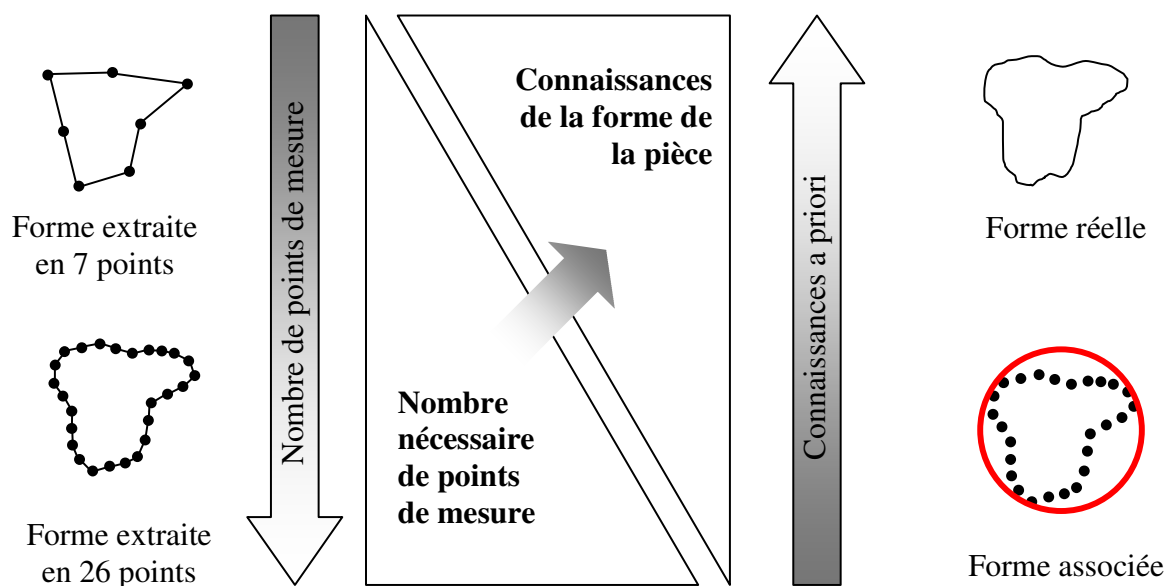 Forme extraite
en 7 points
Forme extraite
en 26 points
Nombre de points de mesure
Connaissances
de la forme de
la pièce
Nombre
nécessaire
de points
de mesure
Connaissances a priori
Forme réelle
Forme associée